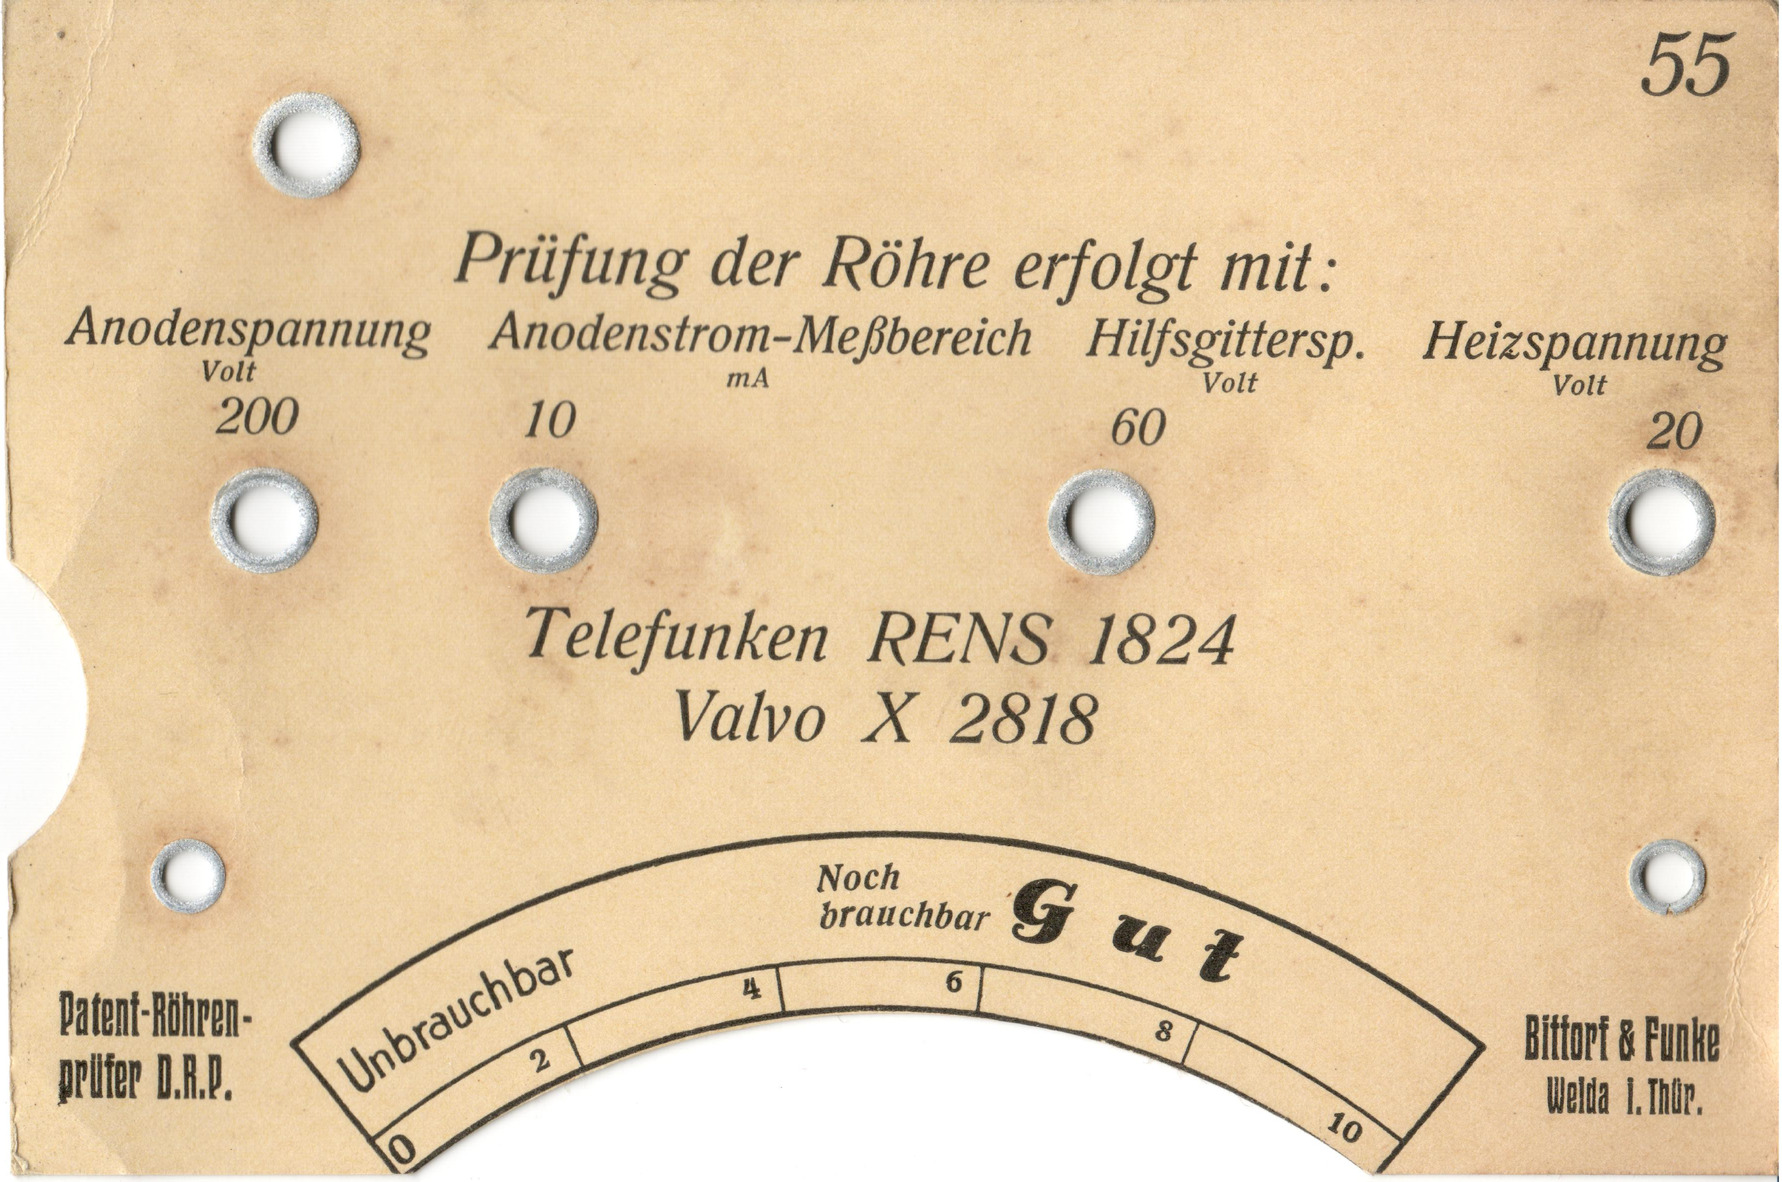 55
Prüfung der Röhre erfolgt mit:
Anodenspannung Anodenstrom-Meßbereich Hilfsgittersp. Heizspannung
Volt mA Volt Volt
200 10 60 20
Telefunken RENS 1824
Valvo X 2818
Noch
brauchbar Gut
Unbrauchbar
0 2 4 6 8 10
Patent-Röhren-
prüfer D.R.P.
Bittorf & Funke
Weida i. Thür.